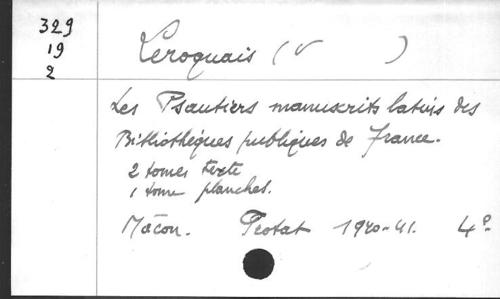 329
19
2
Leroquais (V )
Les Psautiers manuscrits latins des
Bibliothèques publiques de France.
2 tomes texte
1 tome planches.
Mâcon. Protat 1940-41. 4º